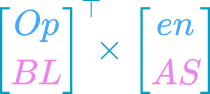 [Op BL]ᵀ × [en AS]